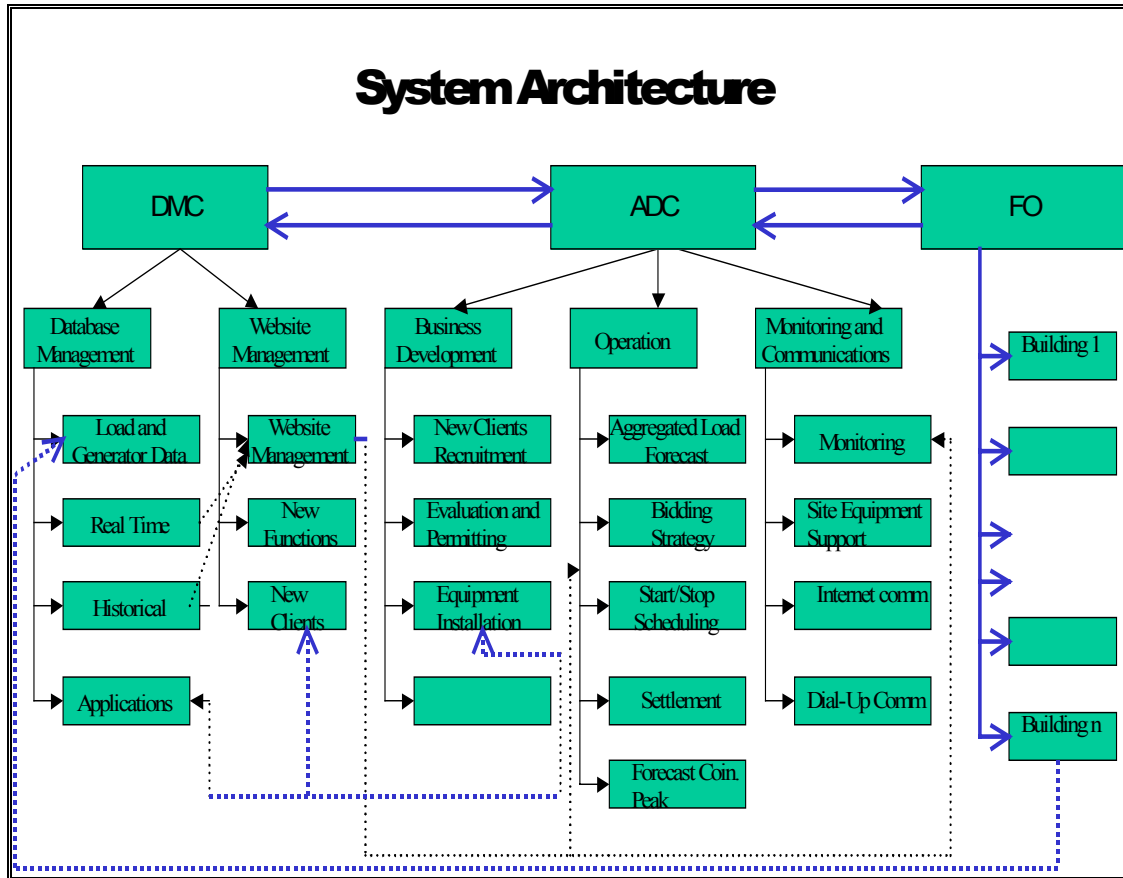 System Architecture
DMC
ADC
FO
Database
Management
Website
Management
Business
Development
Operation
Monitoring and
Communications
Building 1
Load and
Generator Data
Website
Management
New Clients
Recruitment
Aggregated Load
Forecast
Monitoring
Real Time
New
Functions
Evaluation and
Permitting
Bidding
Strategy
Site Equipment
Support
Historical
New
Clients
Equipment
Installation
Start/Stop
Scheduling
Internet comm
Applications
Settlement
Dial-Up Comm
Building n
Forecast Coin.
Peak